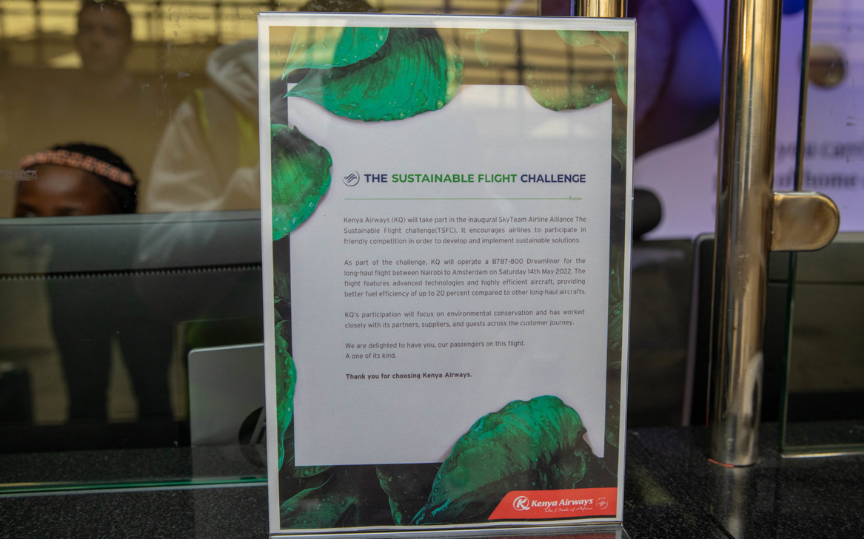 THE SUSTAINABLE FLIGHT CHALLENGE
Kenya Airways (KQ) will take part in the inaugural SkyTeam Airline Alliance The
Sustainable Flight challenge(TSFC). It encourages airlines to participate in
friendly competition in order to develop and implement sustainable solutions.
As part of the challenge, KQ will operate a B787-800 Dreamliner for the
long-haul flight between Nairobi to Amsterdam on Saturday 14th May 2022. The
flight features advanced technologies and highly efficient aircraft, providing
better fuel efficiency of up to 20 percent compared to other long-haul aircrafts.
KQ's participation will focus on environmental conservation and has worked
closely with its partners, suppliers, and guests across the customer journey.
We are delighted to have you, our passengers on this flight.
A one of its kind.
Thank you for choosing Kenya Airways.
Kenya Airways
The Pride of Africa
of home